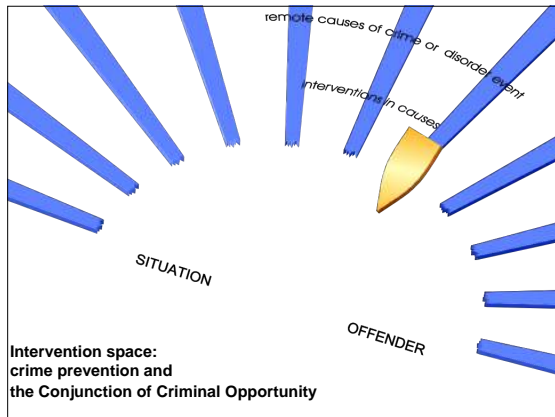 remote causes of crime or disorder event
interventions in causes
SITUATION
OFFENDER
Intervention space:
crime prevention and
the Conjunction of Criminal Opportunity